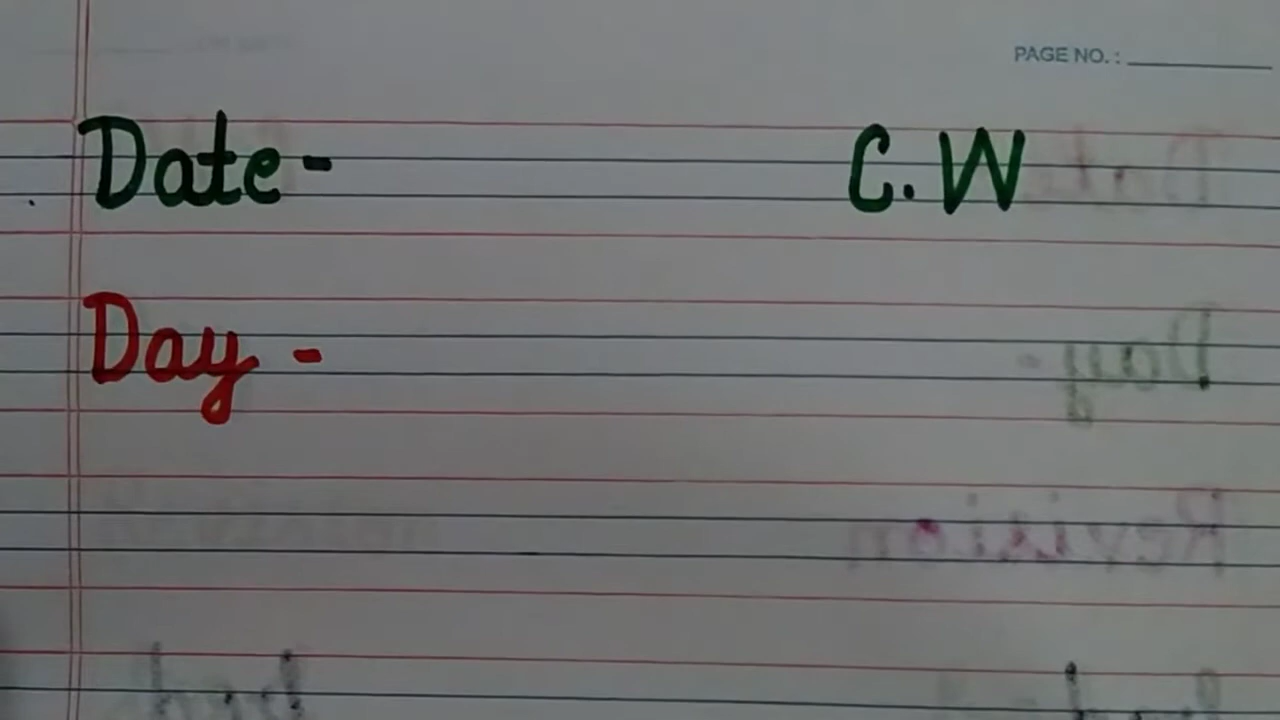 PAGE NO. :
Date - C.W
Day -